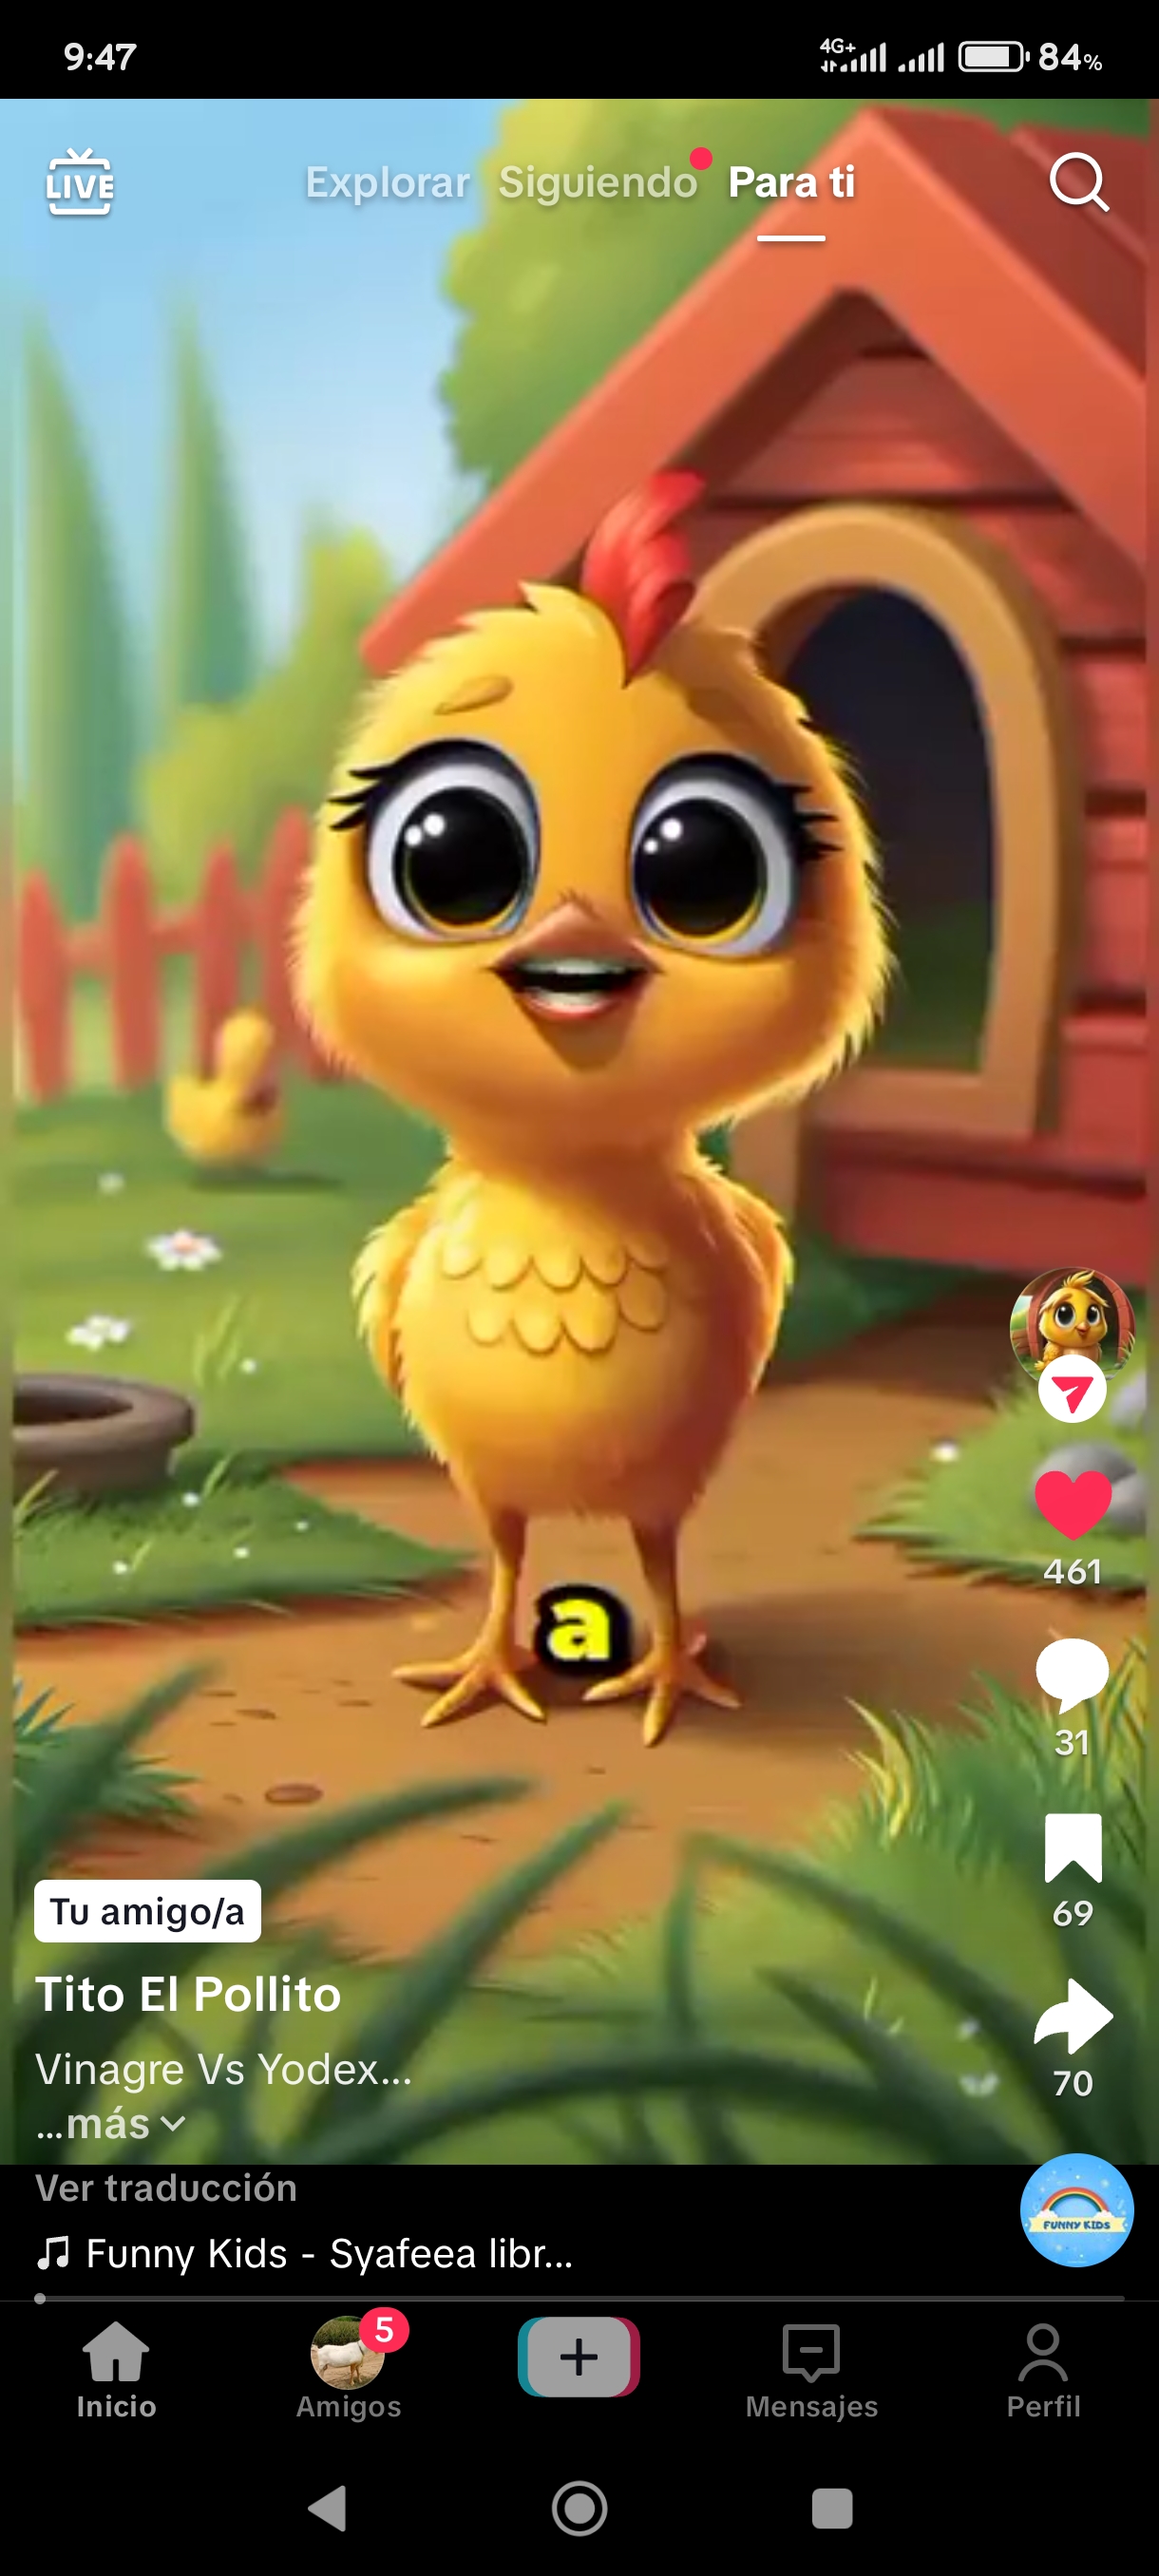 9:47
4G+
84%
LIVE
Explorar
Siguiendo
Para ti
461
a
31
69
70
Tu amigo/a
Tito El Pollito
Vinagre Vs Yodex...
...más
Ver traducción
FUNNY KIDS
Funny Kids - Syafeea libr...
5
Inicio
Amigos
Mensajes
Perfil